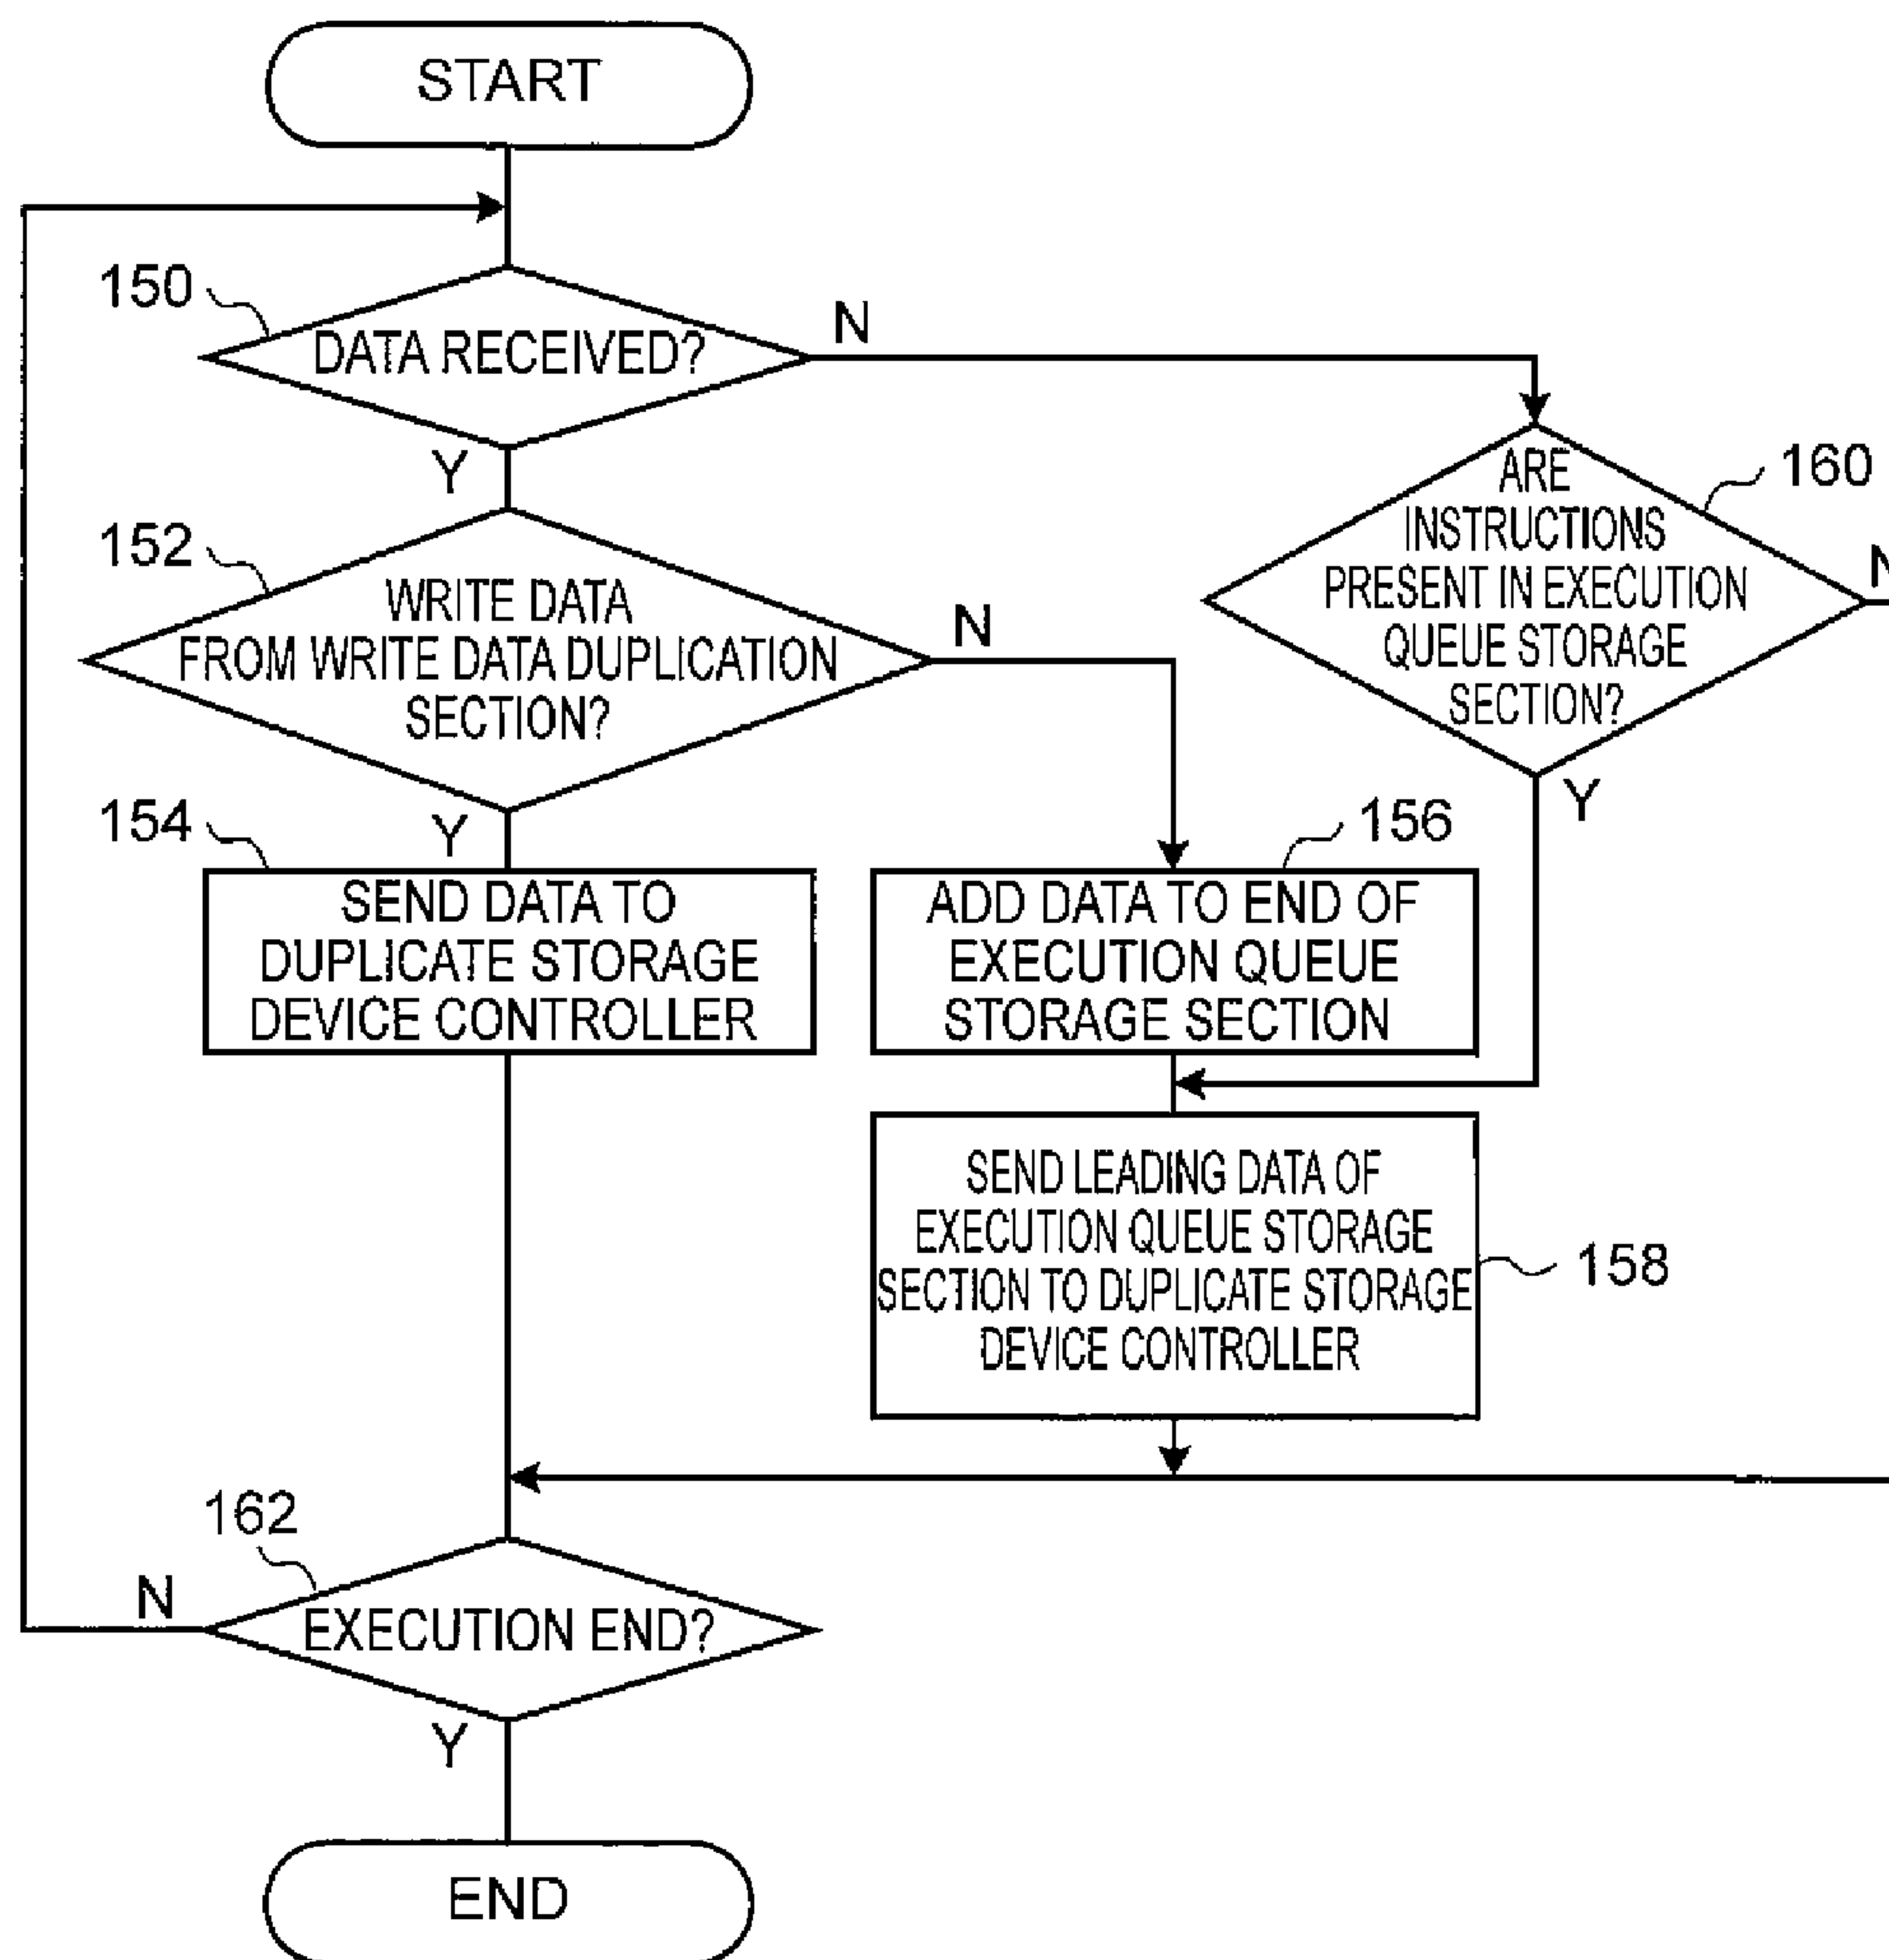 START
150
DATA RECEIVED?
N
Y
152
WRITE DATA
FROM WRITE DATA DUPLICATION
SECTION?
N
Y
160
ARE
INSTRUCTIONS
PRESENT IN EXECUTION
QUEUE STORAGE
SECTION?
N
Y
154
SEND DATA TO
DUPLICATE STORAGE
DEVICE CONTROLLER
156
ADD DATA TO END OF
EXECUTION QUEUE
STORAGE SECTION
158
SEND LEADING DATA OF
EXECUTION QUEUE STORAGE
SECTION TO DUPLICATE STORAGE
DEVICE CONTROLLER
162
EXECUTION END?
N
Y
END